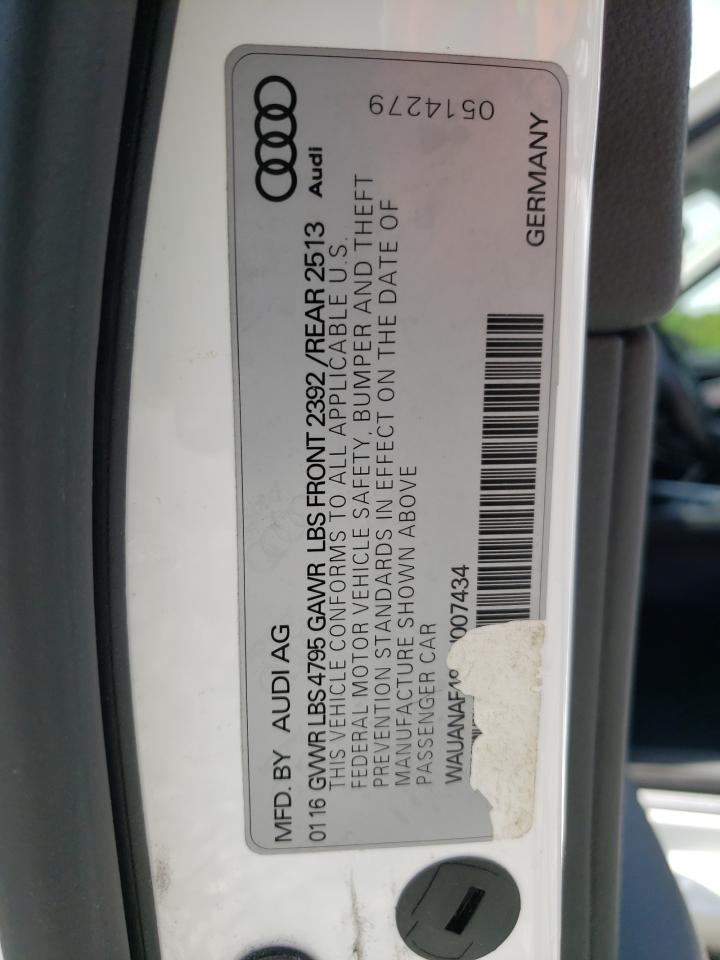 MFD. BY AUDI AG
Audi
0116 GVWR LBS 4795 GAWR LBS FRONT 2392 /REAR 2513
THIS VEHICLE CONFORMS TO ALL APPLICABLE U.S.
FEDERAL MOTOR VEHICLE SAFETY, BUMPER AND THEFT
PREVENTION STANDARDS IN EFFECT ON THE DATE OF
MANUFACTURE SHOWN ABOVE
PASSENGER CAR
0514279
GERMANY